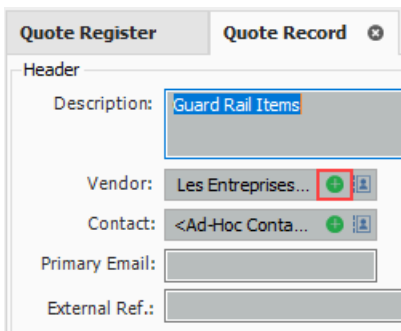 Quote Register Quote Record
Header
Description: Guard Rail Items
Vendor: Les Entreprises...
Contact: <Ad-Hoc Conta...
Primary Email:
External Ref.: